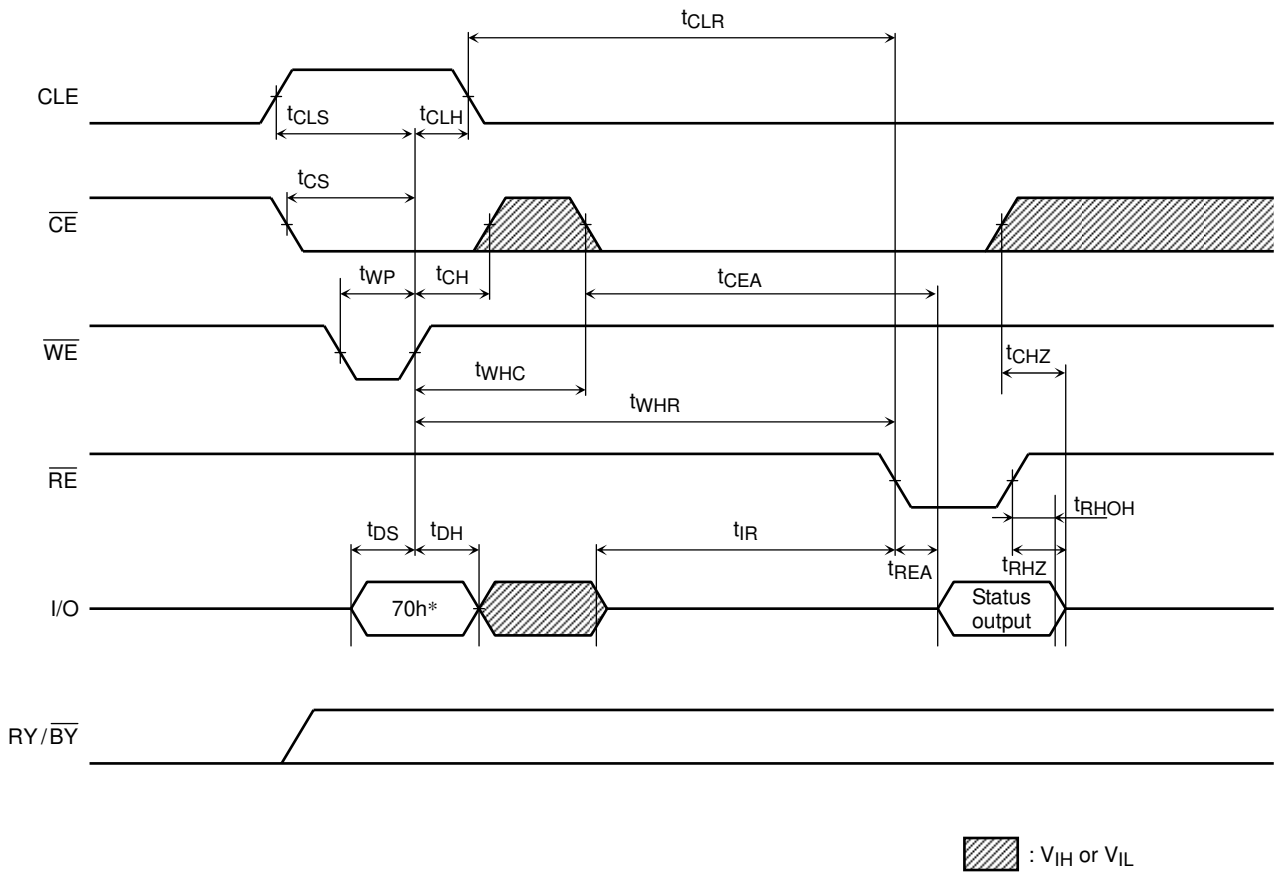 tCLR
CLE
tCLS
tCLH
tCS
CE
tWP
tCH
tCEA
WE
tCHZ
tWHC
tWHR
RE
tRHOH
tDS
tDH
tIR
tREA
tRHZ
I/O
70h*
Status
output
RY/BY
: VIH or VIL